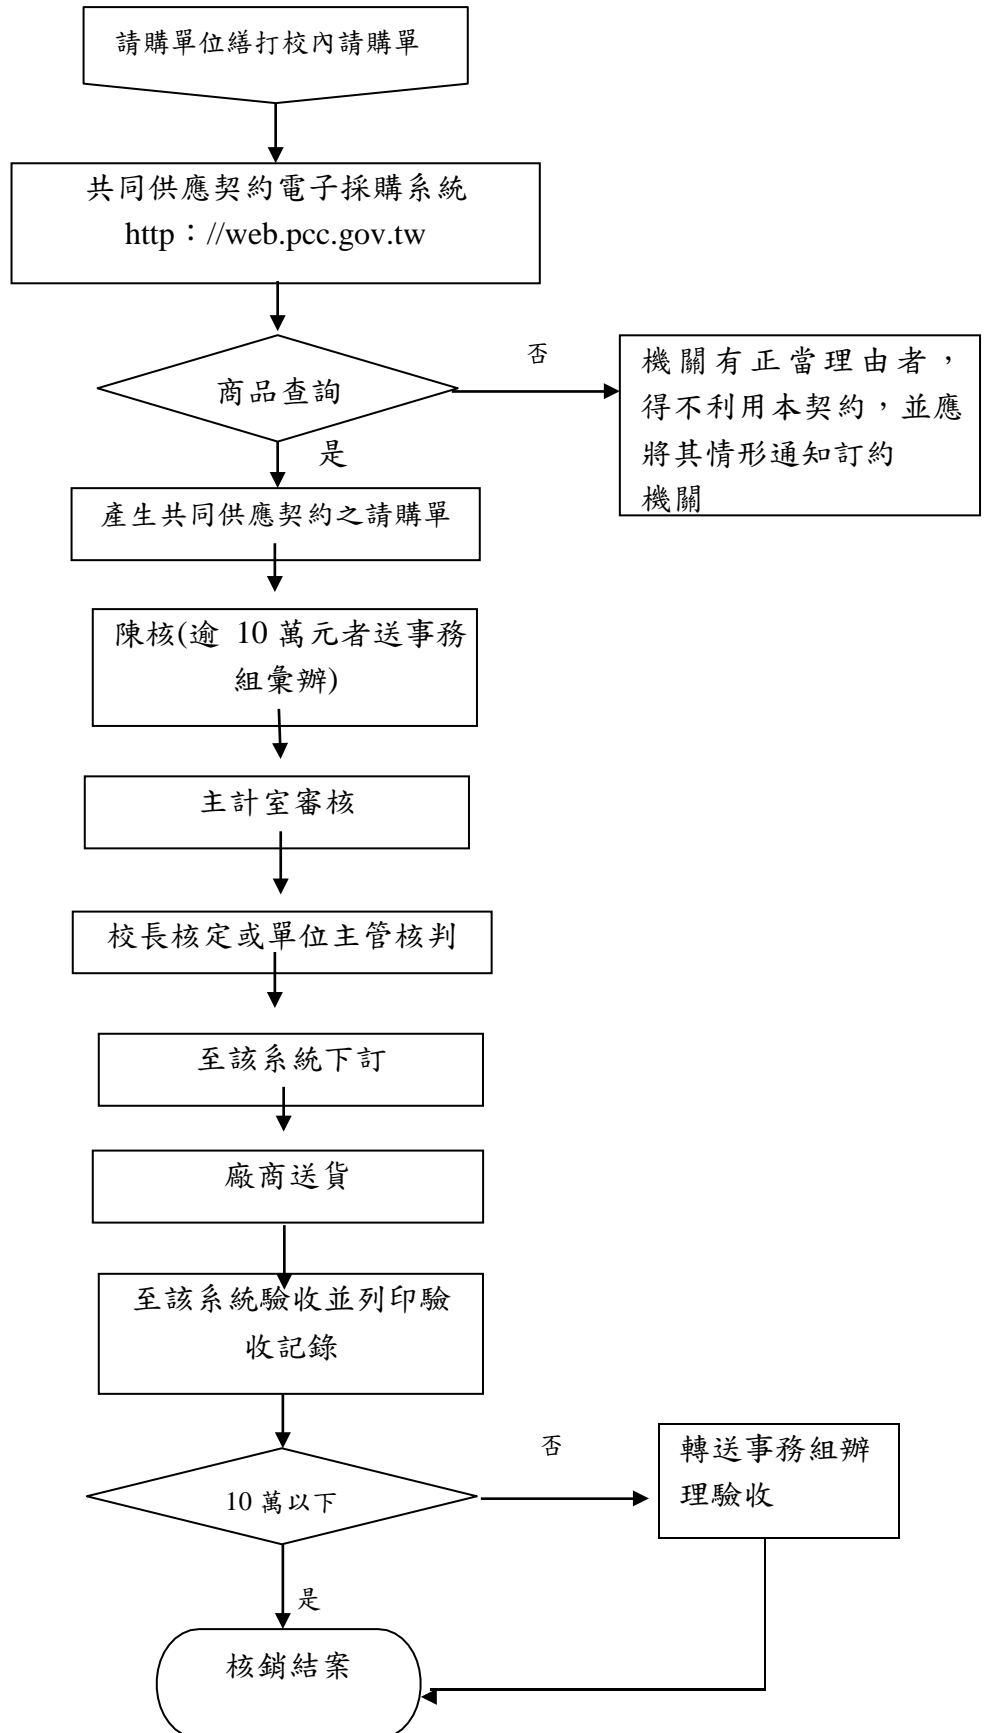 請購單位繕打校內請購單
共同供應契約電子採購系統
http：//web.pcc.gov.tw
商品查詢
否
機關有正當理由者，
得不利用本契約，並應
將其情形通知訂約
機關
是
產生共同供應契約之請購單
陳核(逾 10 萬元者送事務
組彙辦)
主計室審核
校長核定或單位主管核判
至該系統下訂
廠商送貨
至該系統驗收並列印驗
收記錄
10 萬以下
否
轉送事務組辦
理驗收
是
核銷結案